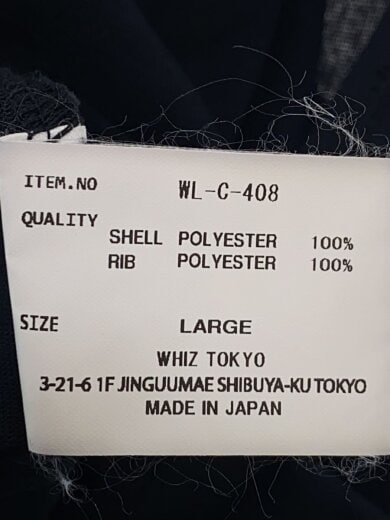 ITEM.NO WL-C-408
QUALITY
SHELL POLYESTER 100%
RIB POLYESTER 100%
SIZE LARGE
WHIZ TOKYO
3-21-6 1F JINGUUMAE SHIBUYA-KU TOKYO
MADE IN JAPAN